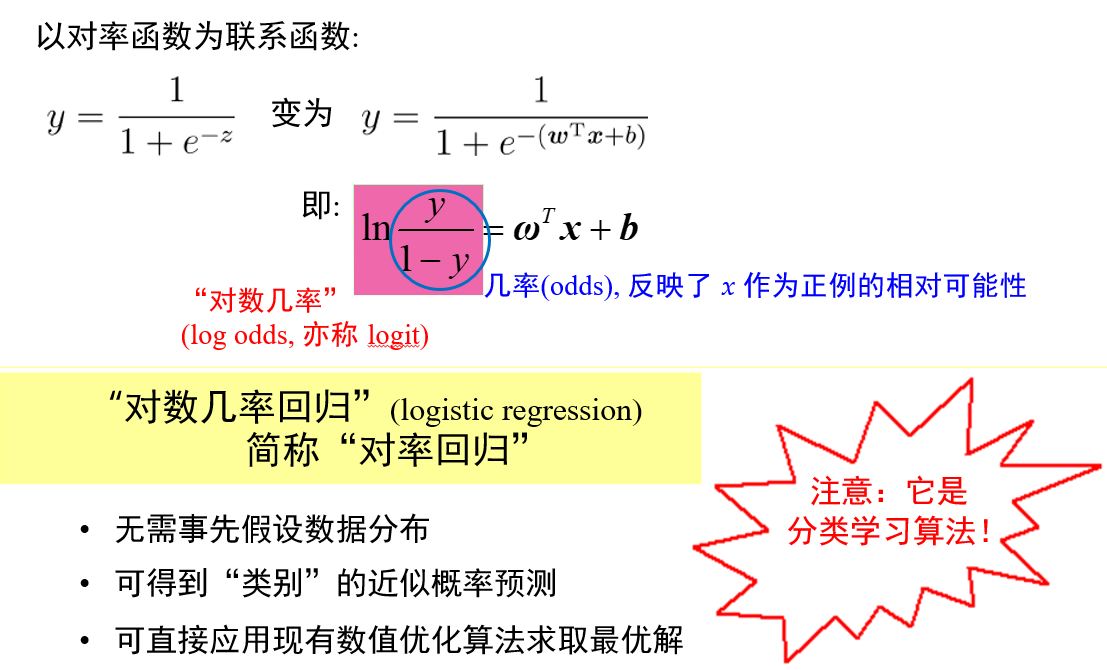 以对率函数为联系函数:
y = \frac{1}{1 + e^{-z}} 变为 y = \frac{1}{1 + e^{-(\boldsymbol{w}^{\mathrm{T}}\boldsymbol{x}+b)}}
即: \ln\frac{y}{1-y} = \boldsymbol{ω}^{T}\boldsymbol{x} + \boldsymbol{b}
几率(odds), 反映了 x 作为正例的相对可能性
“对数几率”
(log odds, 亦称 logit)
“对数几率回归”(logistic regression)
简称“对率回归”
• 无需事先假设数据分布
• 可得到“类别”的近似概率预测
• 可直接应用现有数值优化算法求取最优解
注意：它是
分类学习算法！